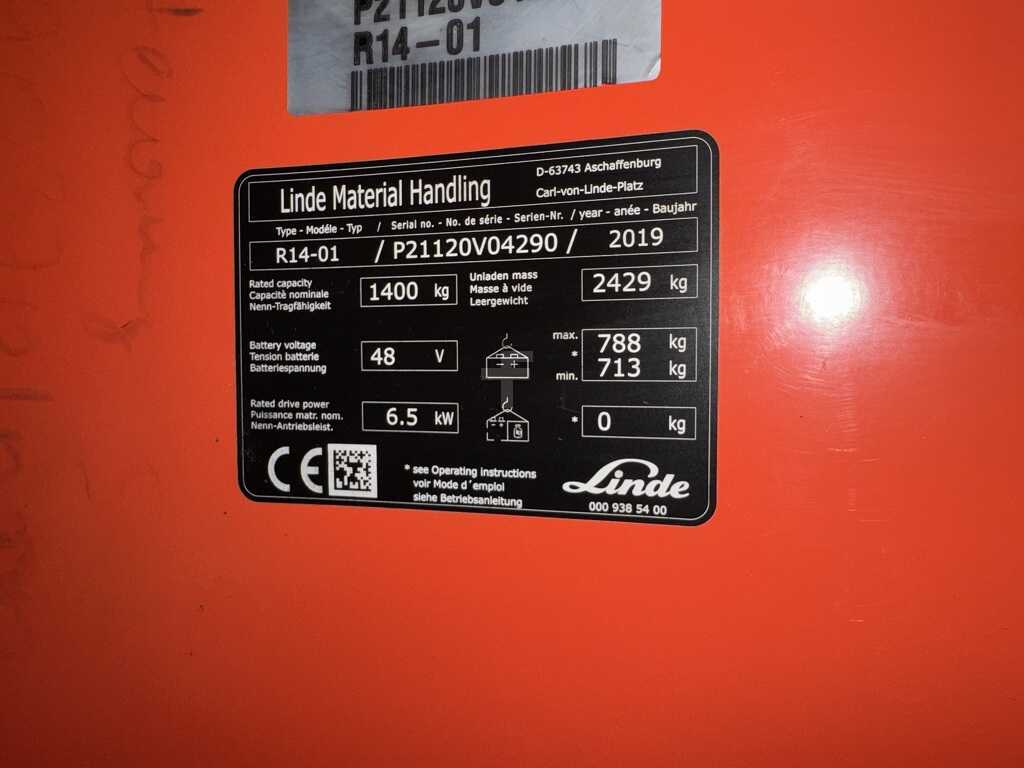 R14-01
Linde Material Handling
D-63743 Aschaffenburg
Carl-von-Linde-Platz
Type - Modéle - Typ / Serial no. - No. de série - Serien-Nr. / year - anée - Baujahr
R14-01 / P21120V04290 / 2019
Rated capacity
Capacité nominale
Nenn-Tragfähigkeit
1400 kg
Unladen mass
Masse à vide
Leergewicht
2429 kg
Battery voltage
Tension batterie
Batteriespannung
48 V
max. 788 kg
*
min. 713 kg
Rated drive power
Puissance matr. nom.
Nenn-Antriebsleist.
6.5 kW
* 0 kg
CE
* see Operating instructions
voir Mode d´emploi
siehe Betriebsanleitung
Linde
000 938 54 00